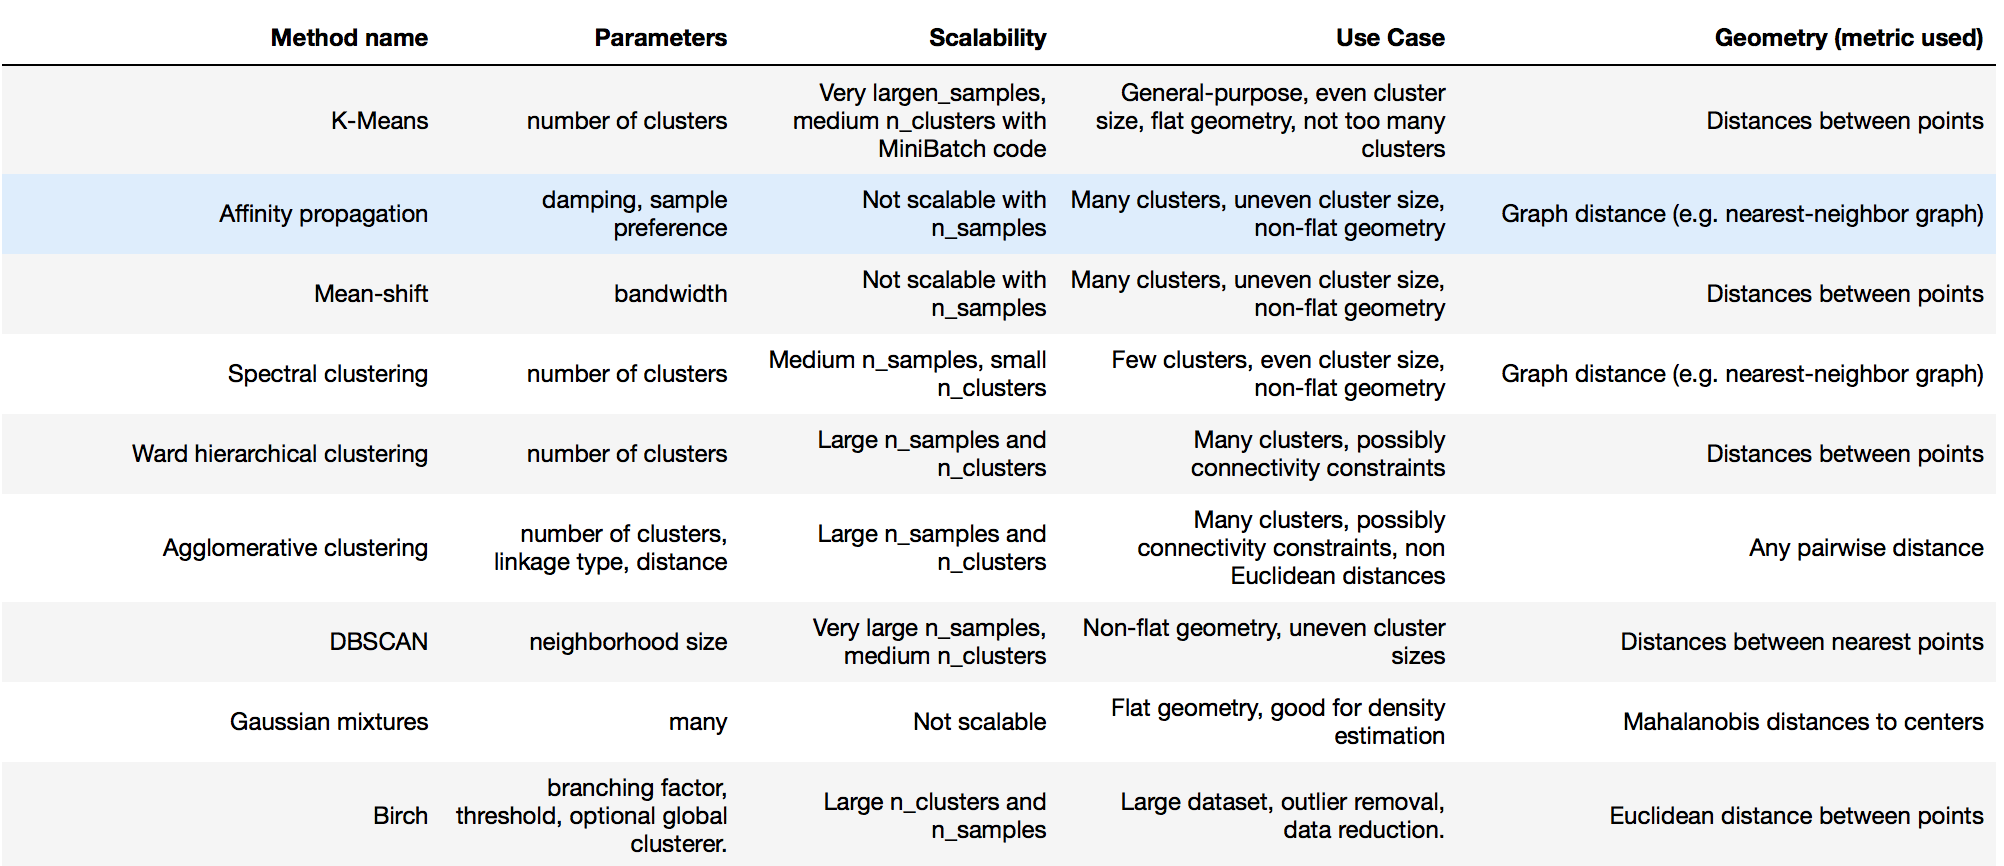 Method name Parameters Scalability Use Case Geometry (metric used)
K-Means number of clusters Very largen_samples, medium n_clusters with MiniBatch code General-purpose, even cluster size, flat geometry, not too many clusters Distances between points
Affinity propagation damping, sample preference Not scalable with n_samples Many clusters, uneven cluster size, non-flat geometry Graph distance (e.g. nearest-neighbor graph)
Mean-shift bandwidth Not scalable with n_samples Many clusters, uneven cluster size, non-flat geometry Distances between points
Spectral clustering number of clusters Medium n_samples, small n_clusters Few clusters, even cluster size, non-flat geometry Graph distance (e.g. nearest-neighbor graph)
Ward hierarchical clustering number of clusters Large n_samples and n_clusters Many clusters, possibly connectivity constraints Distances between points
Agglomerative clustering number of clusters, linkage type, distance Large n_samples and n_clusters Many clusters, possibly connectivity constraints, non Euclidean distances Any pairwise distance
DBSCAN neighborhood size Very large n_samples, medium n_clusters Non-flat geometry, uneven cluster sizes Distances between nearest points
Gaussian mixtures many Not scalable Flat geometry, good for density estimation Mahalanobis distances to centers
Birch branching factor, threshold, optional global clusterer. Large n_clusters and n_samples Large dataset, outlier removal, data reduction. Euclidean distance between points